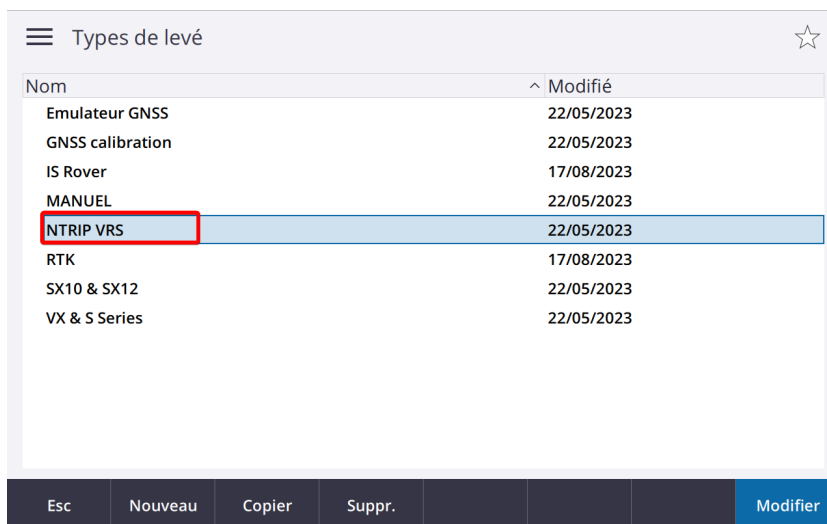 Types de levé
Nom Modifié
Emulateur GNSS 22/05/2023
GNSS calibration 22/05/2023
IS Rover 17/08/2023
MANUEL 22/05/2023
NTRIP VRS 22/05/2023
RTK 17/08/2023
SX10 & SX12 22/05/2023
VX & S Series 22/05/2023
Esc Nouveau Copier Suppr. Modifier